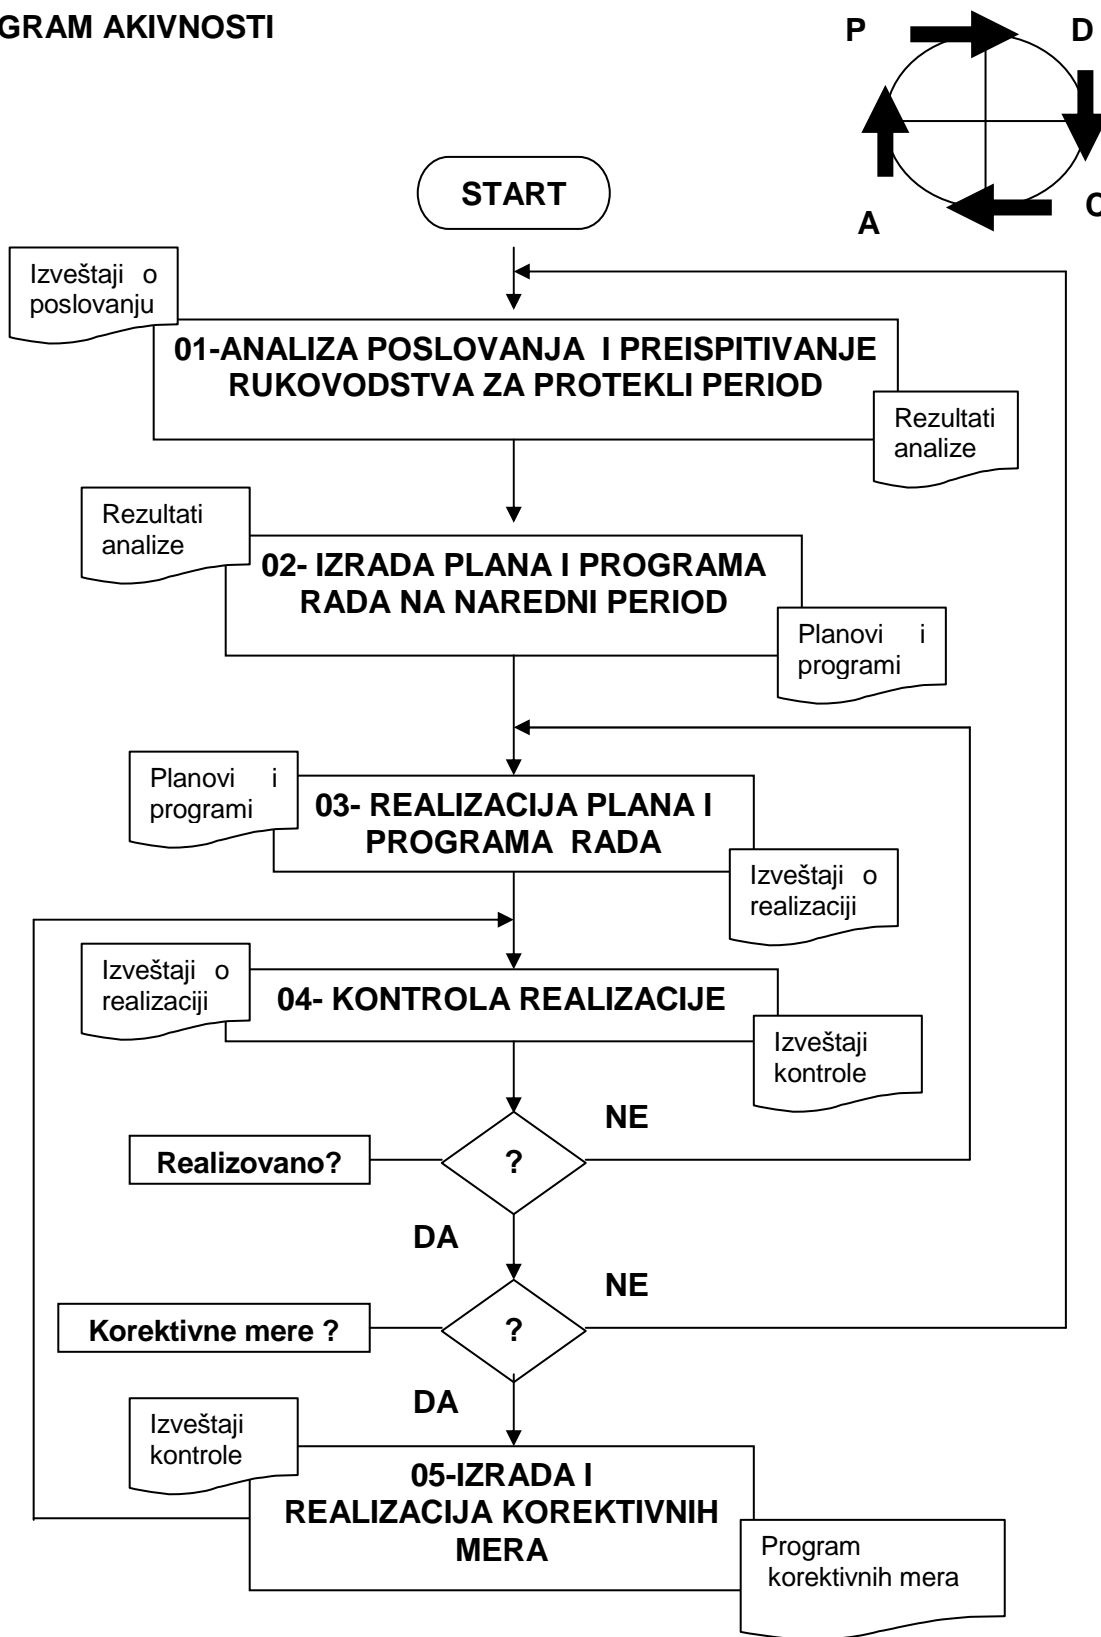 GRAM AKIVNOSTI
P
D
A
C
START
Izveštaji o
poslovanju
01-ANALIZA POSLOVANJA I PREISPITIVANJE
RUKOVODSTVA ZA PROTEKLI PERIOD
Rezultati
analize
Rezultati
analize
02- IZRADA PLANA I PROGRAMA
RADA NA NAREDNI PERIOD
Planovi i
programi
Planovi i
programi
03- REALIZACIJA PLANA I
PROGRAMA RADA
Izveštaji o
realizaciji
Izveštaji o
realizaciji
04- KONTROLA REALIZACIJE
Izveštaji
kontrole
NE
Realizovano?
?
DA
NE
Korektivne mere ?
?
DA
Izveštaji
kontrole
05-IZRADA I
REALIZACIJA KOREKTIVNIH
MERA
Program
korektivnih mera